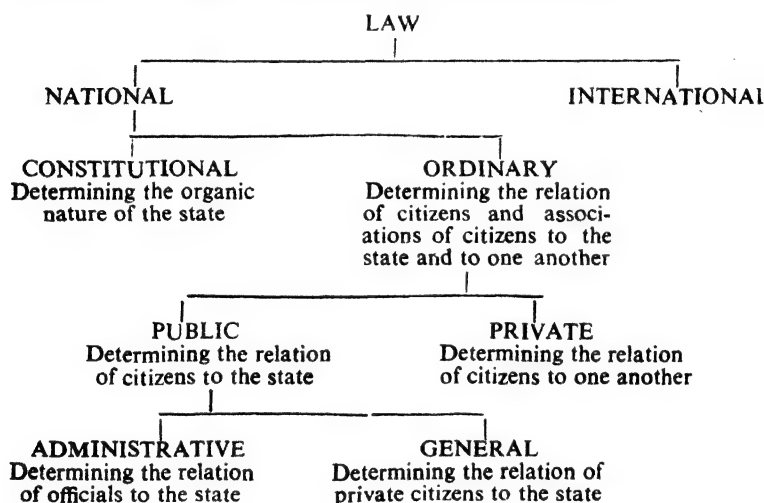 LAW
NATIONAL
INTERNATIONAL
CONSTITUTIONAL
Determining the organic
nature of the state
ORDINARY
Determining the relation
of citizens and associ-
ations of citizens to the
state and to one another
PUBLIC
Determining the relation
of citizens to the state
PRIVATE
Determining the relation
of citizens to one another
ADMINISTRATIVE
Determining the relation
of officials to the state
GENERAL
Determining the relation of
private citizens to the state